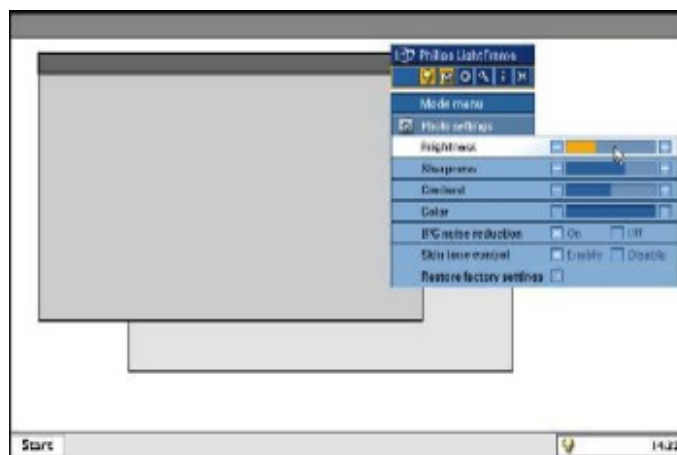 Philips LightFrame
Mode menu
Photo settings
Brightness
Sharpness
Contrast
Color
JPG noise reduction On Off
Skin tone control Enable Disable
Restore factory settings
Start